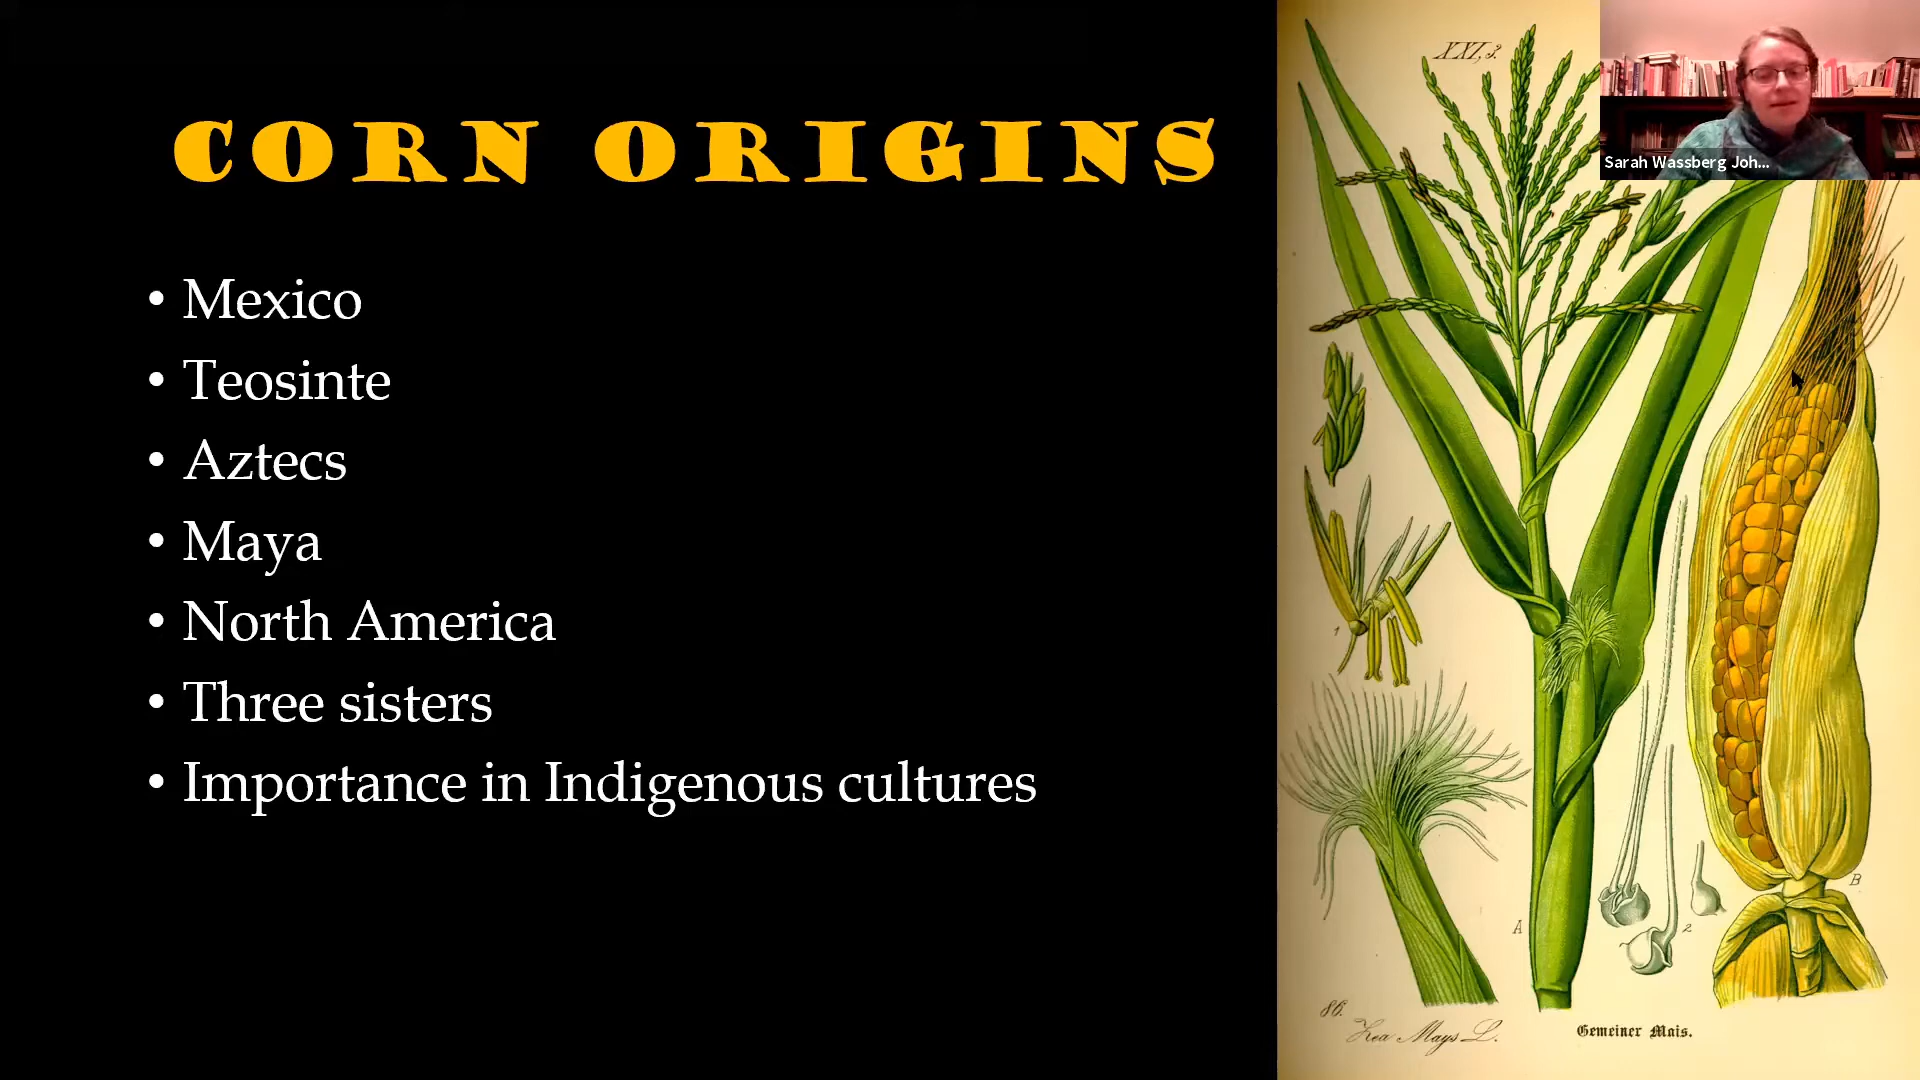 CORN ORIGINS
• Mexico
• Teosinte
• Aztecs
• Maya
• North America
• Three sisters
• Importance in Indigenous cultures
XXI, 3.
Sarah Wassberg Joh...
1
A
2
B
86.
Zea Mays L.
Gemeiner Mais.